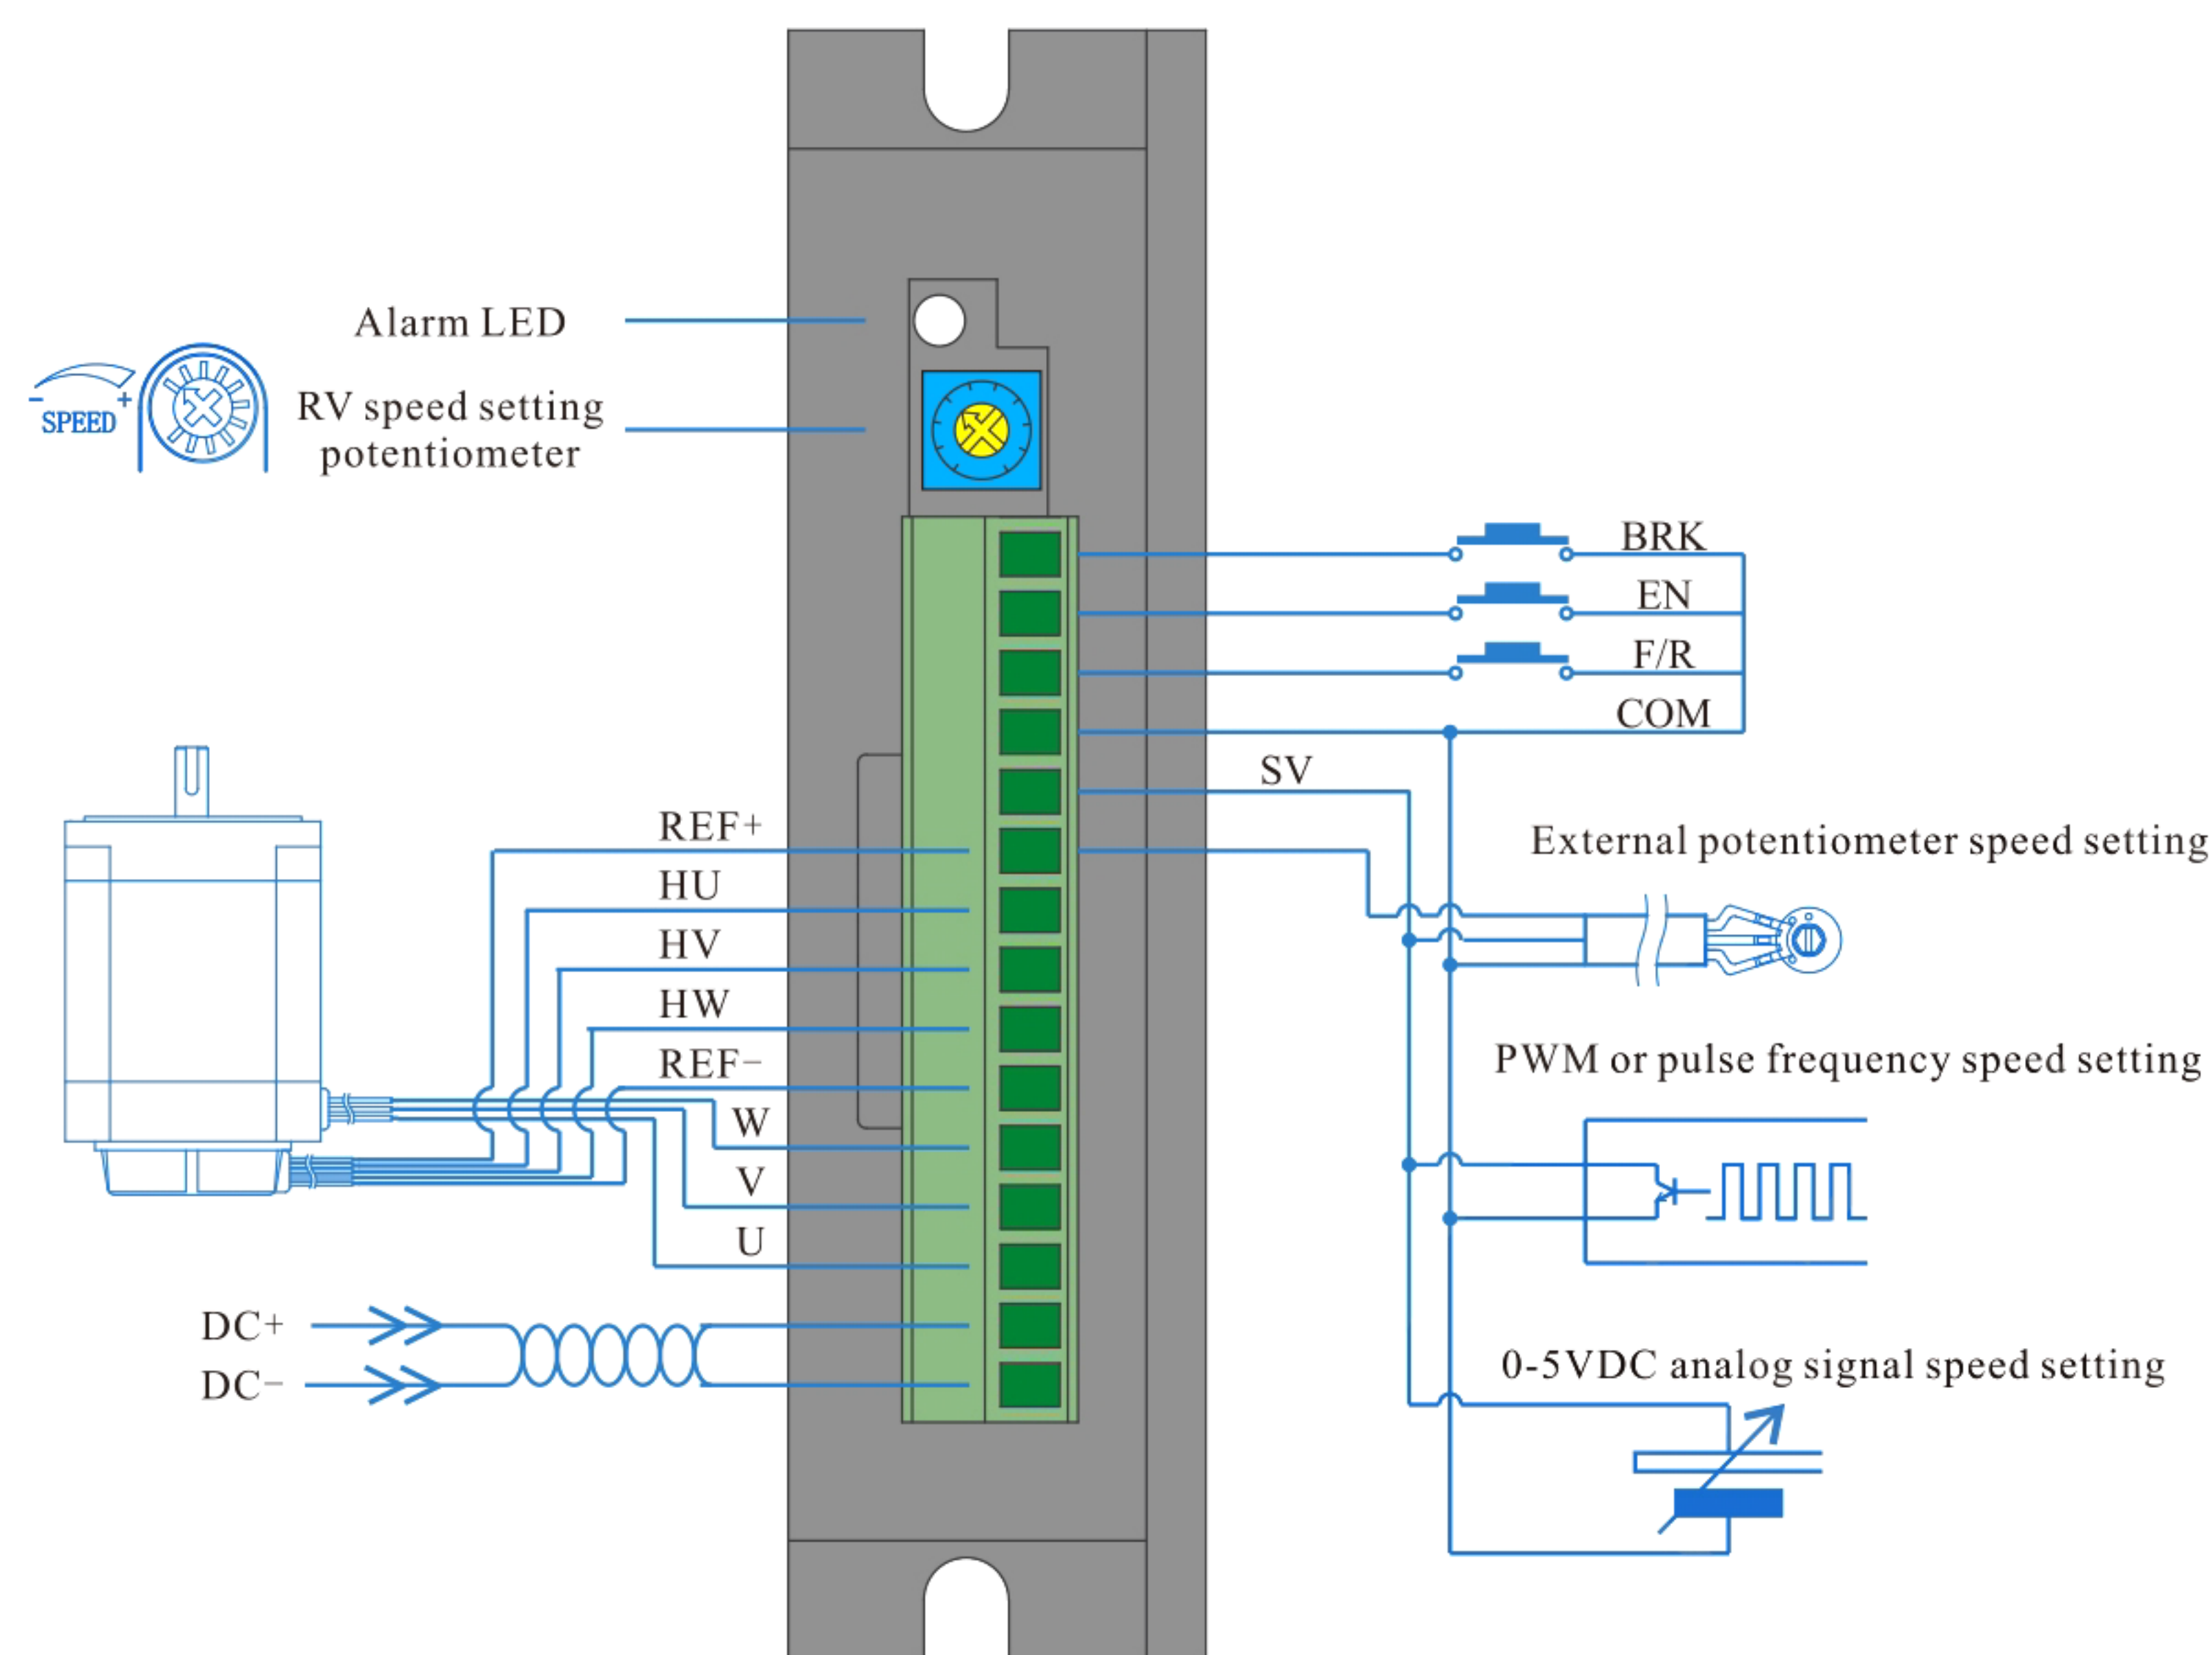 Alarm LED
- SPEED +
RV speed setting
potentiometer
BRK
EN
F/R
COM
SV
REF+
HU
HV
HW
REF−
W
V
U
DC+
DC−
External potentiometer speed setting
PWM or pulse frequency speed setting
0-5VDC analog signal speed setting